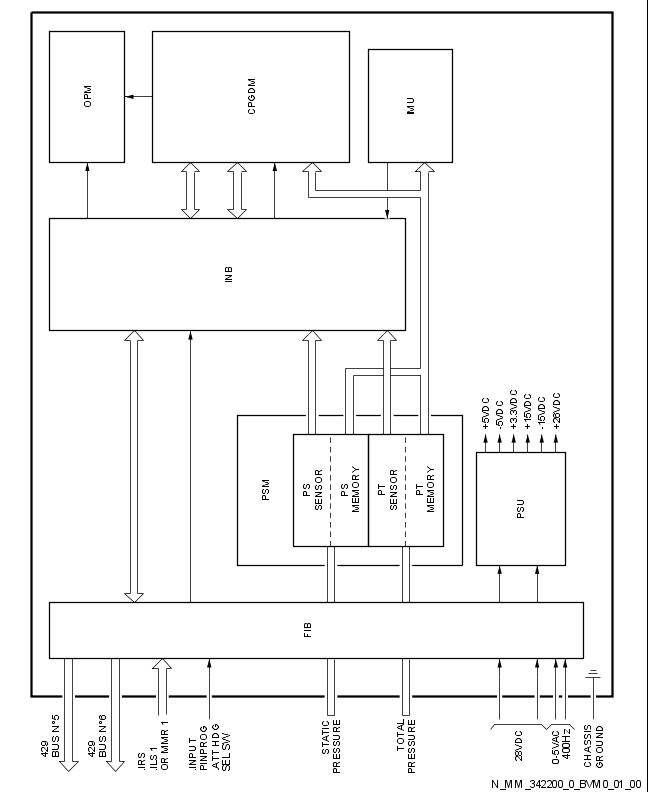 OPM
CPGDM
IMU
INB
PSM
PS
SENSOR
PS
MEMORY
PT
SENSOR
PT
MEMORY
+5VDC
-5VDC
+3.3VDC
+15VDC
-15VDC
+26VDC
PSU
FIB
429
BUS N°5
429
BUS N°6
.IRS
.ILS 1
OR MMR 1
.INPUT
PINPROG
ATT HDG
SEL SW
STATIC
PRESSURE
TOTAL
PRESSURE
28VDC
0-5VAC
400Hz
CHASSIS
GROUND
N_MM_342200_0_BVM0_01_00